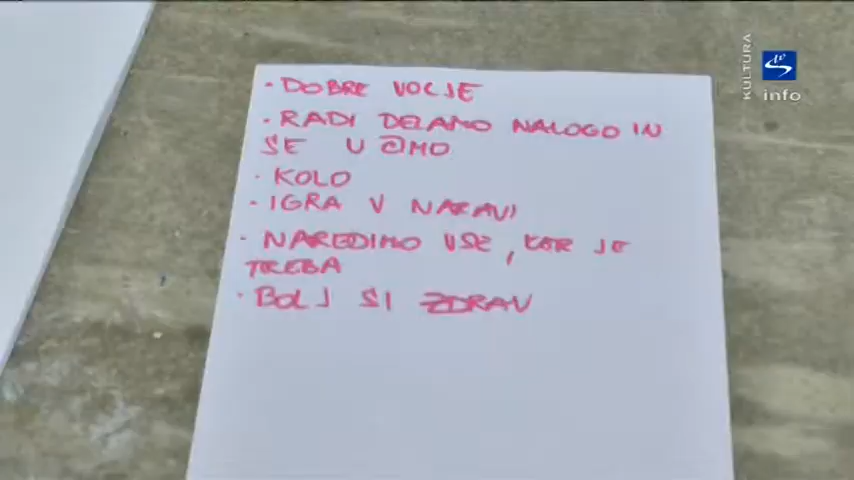 · DOBRE VOLJE
· RADI DELAMO NALOGO IN
SE U @MO
· KOLO
· IGRA V NARAVI
· NAREDIMO VSE, KAR JE
TREBA
· BOLJ SI ZDRAV
KULTURA
info